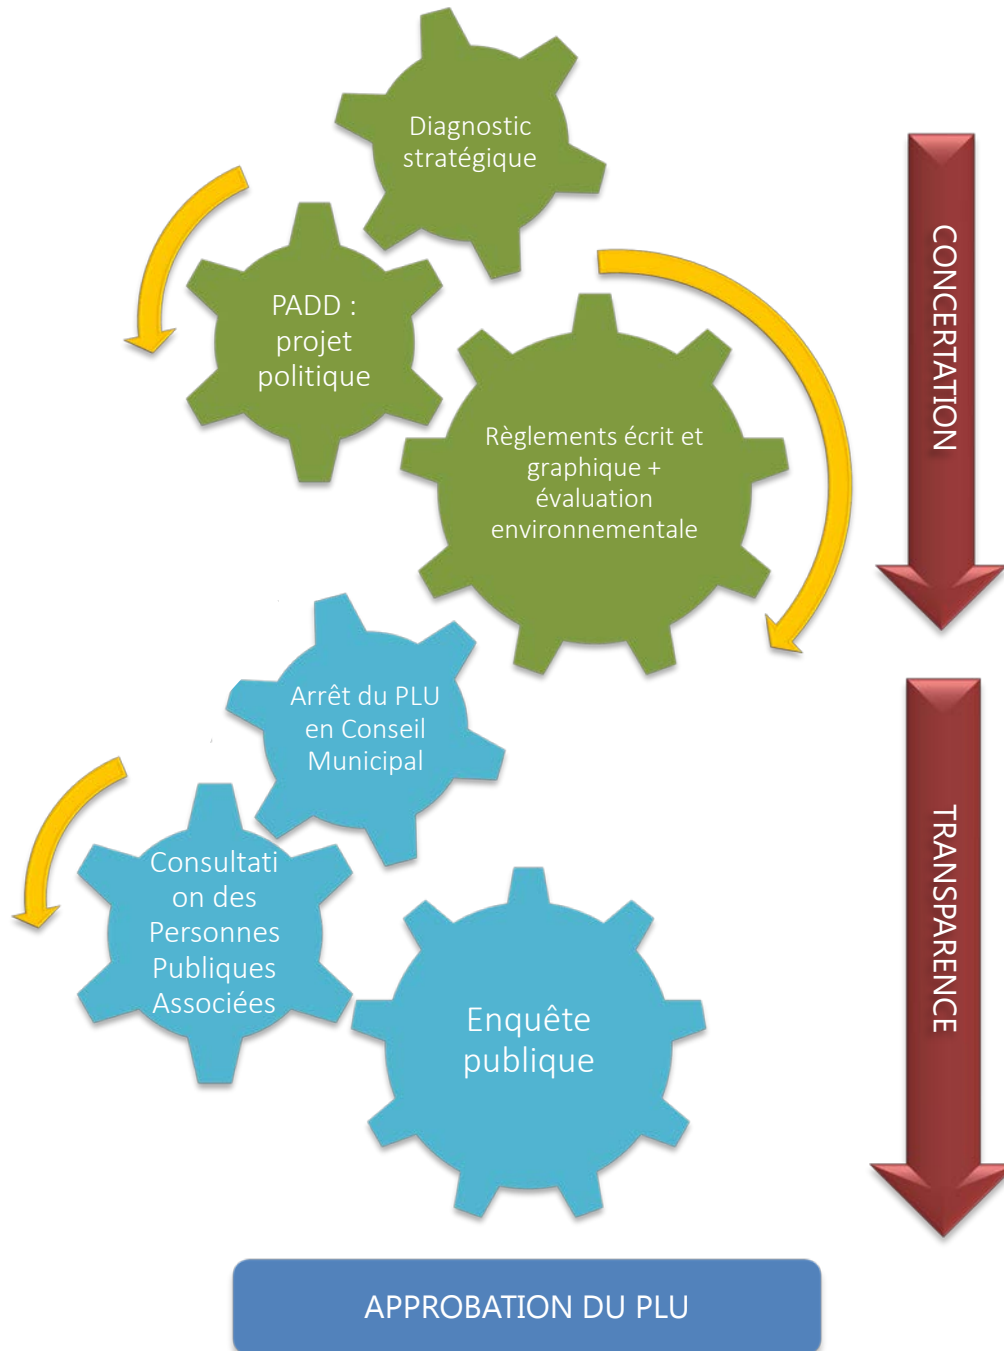 Diagnostic
stratégique
PADD :
projet
politique
Règlements écrit et
graphique +
évaluation
environnementale
CONCERTATION
Arrêt du PLU
en Conseil
Municipal
Consultati
on des
Personnes
Publiques
Associées
Enquête
publique
TRANSPARENCE
APPROBATION DU PLU